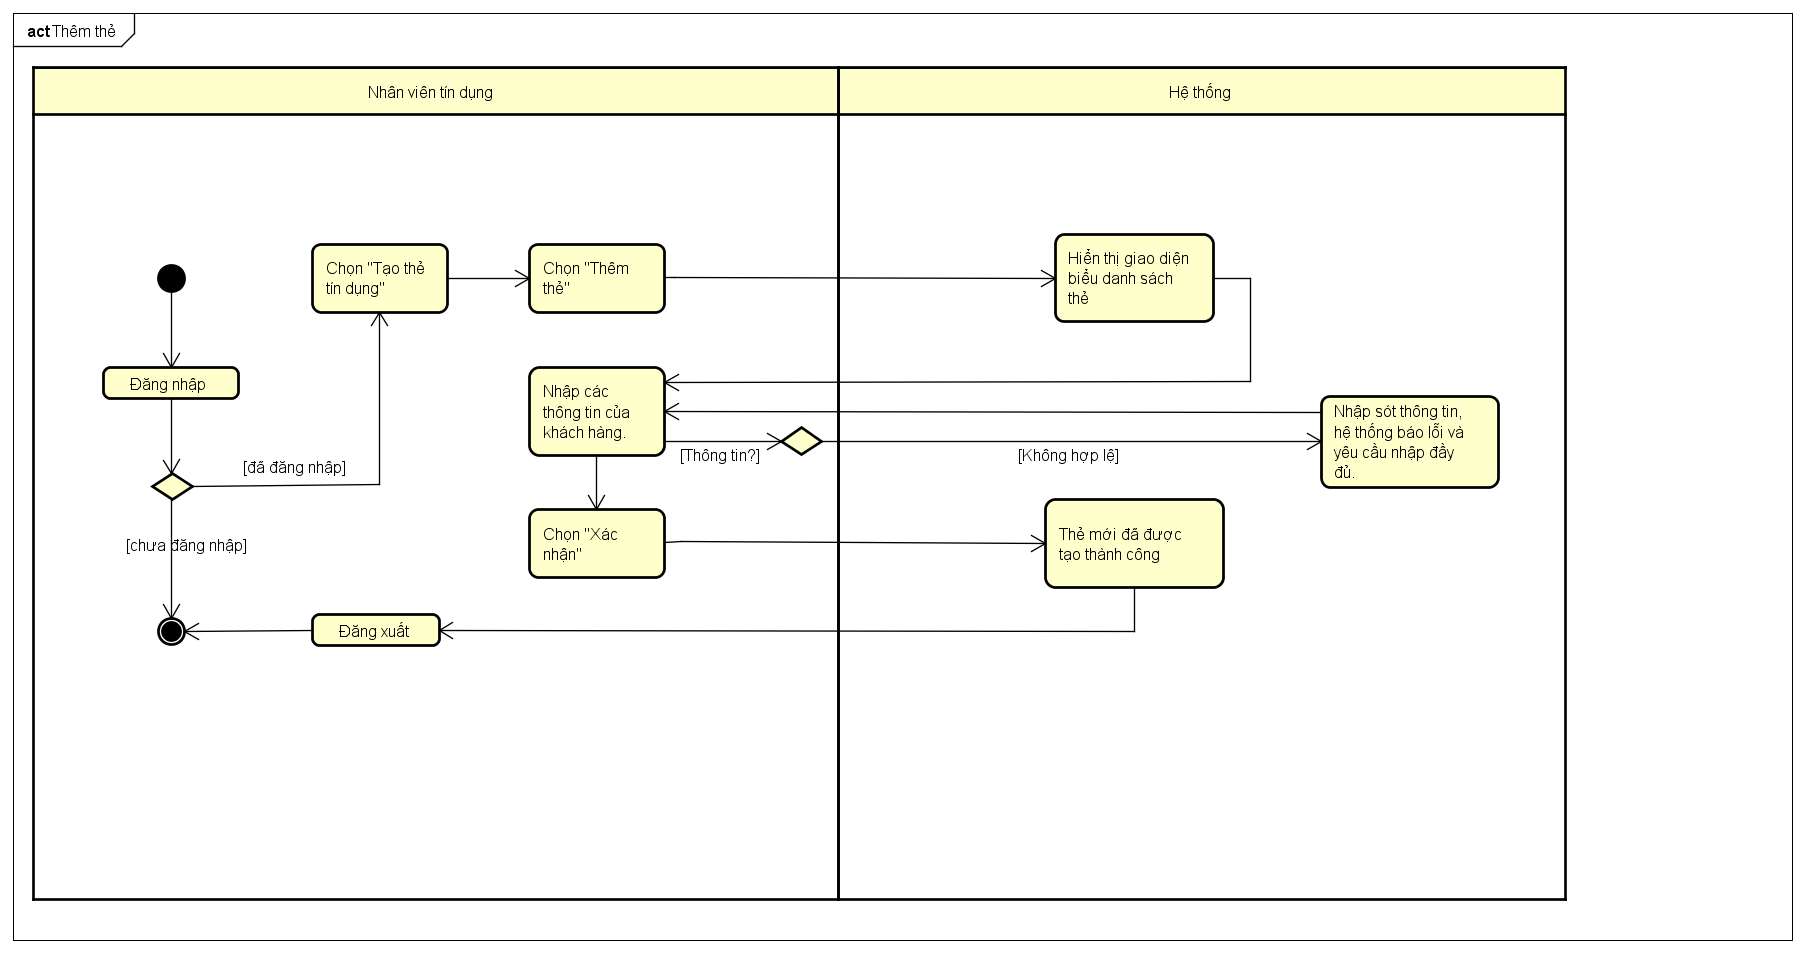 act Thêm thẻ
Nhân viên tín dụng
Hệ thống
Chọn "Tạo thẻ
tín dụng"
Chọn "Thêm
thẻ"
Hiển thị giao diện
biểu danh sách
thẻ
Đăng nhập
Nhập các
thông tin của
khách hàng.
Nhập sót thông tin,
hệ thống báo lỗi và
yêu cầu nhập đầy
đủ.
[Thông tin?]
[Không hợp lệ]
[đã đăng nhập]
[chưa đăng nhập]
Chọn "Xác
nhận"
Thẻ mới đã được
tạo thành công
Đăng xuất